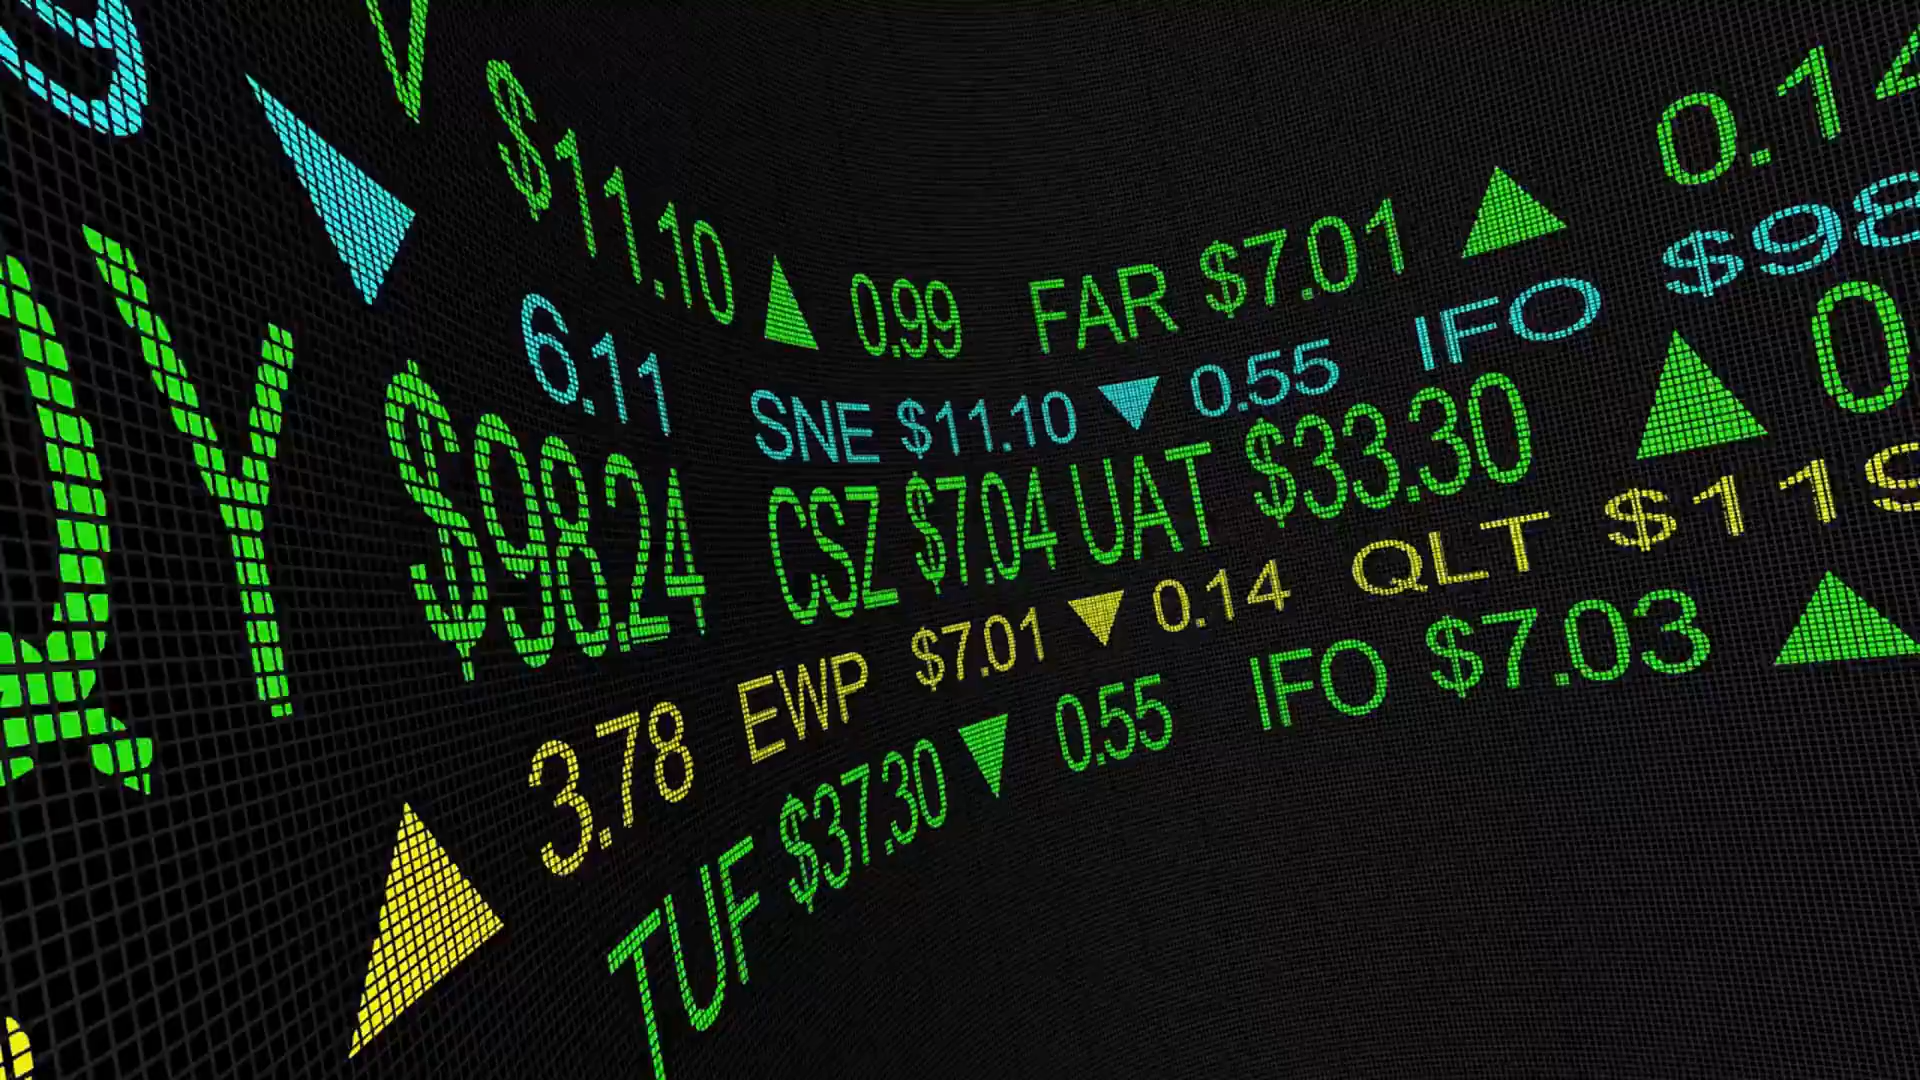 $11.10 ▲ 0.99 FAR $7.01 ▲ 0.14
6.11 SNE $11.10 ▼ 0.55 IFO $98
QY $98.24 CSZ $7.04 UAT $33.30 ▲ 0
3.78 EWP $7.01 ▼ 0.14 QLT $119
TUF $37.30 ▼ 0.55 IFO $7.03 ▲